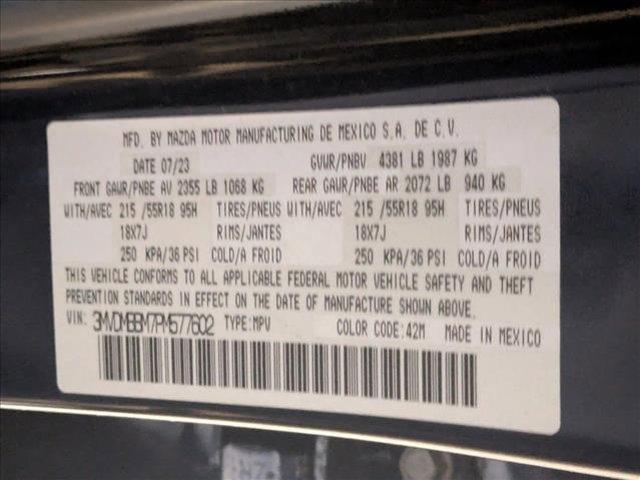 MFD. BY MAZDA MOTOR MANUFACTURING DE MEXICO S.A. DE C.V.
DATE 07/23 GVWR/PNBV 4381 LB 1987 KG
FRONT GAWR/PNBE AV 2355 LB 1068 KG REAR GAWR/PNBE AR 2072 LB 940 KG
WITH/AVEC 215 /55R18 95H TIRES/PNEUS WITH/AVEC 215 /55R18 95H TIRES/PNEUS
18X7J RIMS/JANTES 18X7J RIMS/JANTES
250 KPA/36 PSI COLD/A FROID 250 KPA/36 PSI COLD/A FROID
THIS VEHICLE CONFORMS TO ALL APPLICABLE FEDERAL MOTOR VEHICLE SAFETY AND THEFT
PREVENTION STANDARDS IN EFFECT ON THE DATE OF MANUFACTURE SHOWN ABOVE.
VIN: 3MVDMBBM7PM577602 TYPE:MPV COLOR CODE:42M MADE IN MEXICO